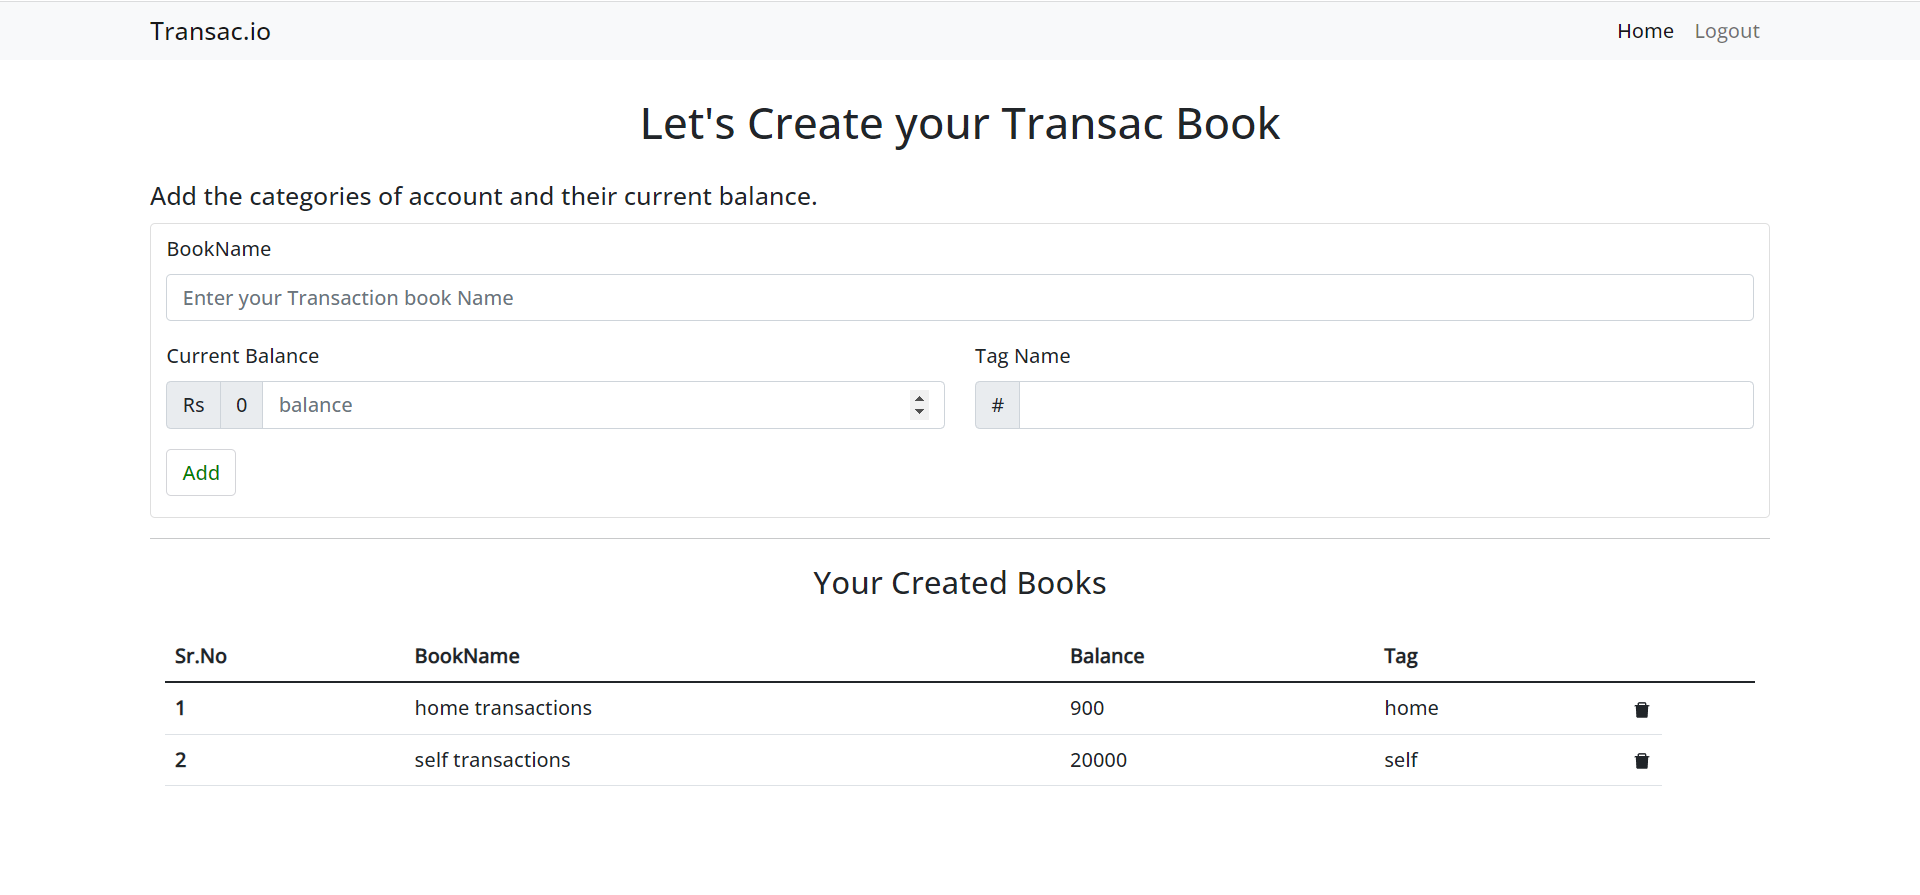 Transac.io Home Logout
Let's Create your Transac Book
Add the categories of account and their current balance.
BookName
Enter your Transaction book Name
Current Balance Tag Name
Rs 0 balance #
Add
Your Created Books
Sr.No BookName Balance Tag
1 home transactions 900 home
2 self transactions 20000 self